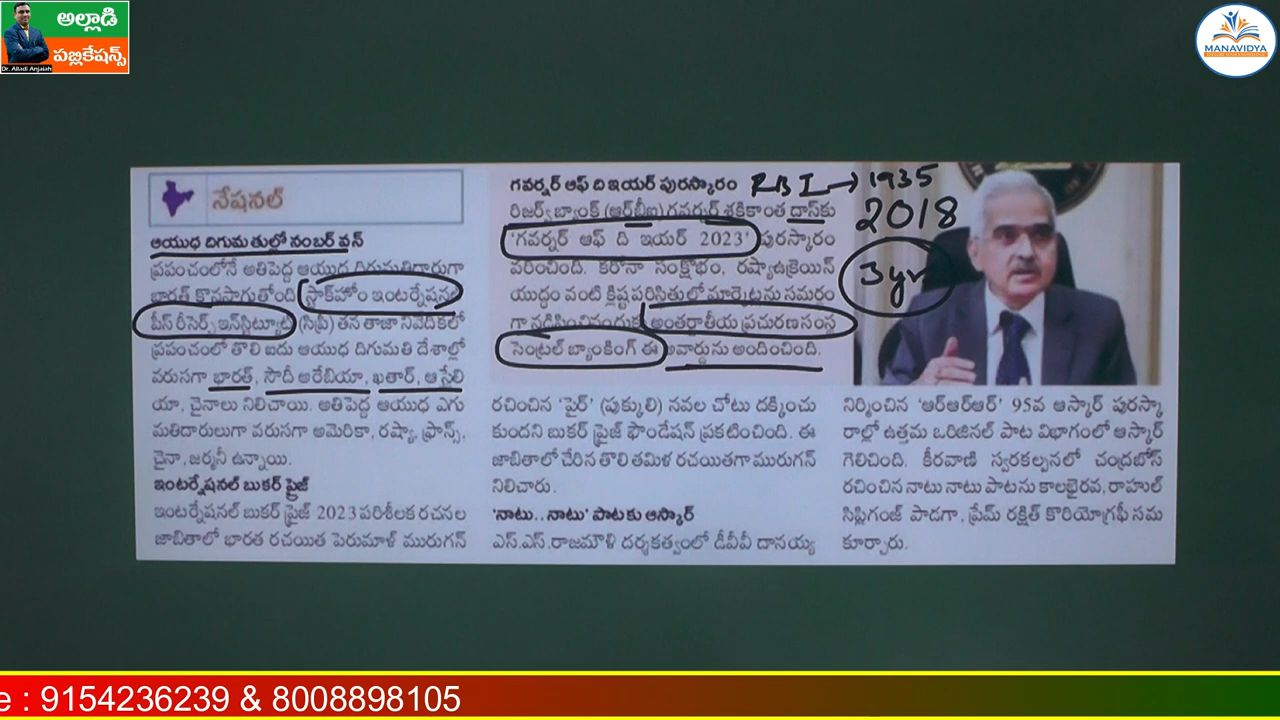 అల్లాడి
పబ్లికేషన్స్
Dr. Alladi Anjaiah
MANAVIDYA
నేషనల్
ఆయుధ దిగుమతుల్లో నంబర్ వన్
ప్రపంచంలోనే అతిపెద్ద ఆయుధ దిగుమతిదారుగా
భారత్ కొనసాగుతోంది. స్టాక్‌హోం ఇంటర్నేషనల్
పీస్ రీసెర్చ్ ఇన్‌స్టిట్యూట్ (సిప్రి) తన తాజా నివేదికలో
ప్రపంచంలో తొలి ఐదు ఆయుధ దిగుమతి దేశాల్లో
వరుసగా భారత్, సౌదీ అరేబియా, ఖతార్, ఆస్ట్రేలి
యా, చైనాలు నిలిచాయి. అతిపెద్ద ఆయుధ ఎగు
మతిదారులుగా వరుసగా అమెరికా, రష్యా, ఫ్రాన్స్,
చైనా, జర్మనీ ఉన్నాయి.
ఇంటర్నేషనల్ బుకర్ ప్రైజ్
ఇంటర్నేషనల్ బుకర్ ప్రైజ్ 2023 పరిశీలక రచనల
జాబితాలో భారత రచయిత పెరుమాళ్ మురుగన్
గవర్నర్ ఆఫ్ ది ఇయర్ పురస్కారం RBI → 1935
రిజర్వ్ బ్యాంక్ (ఆర్‌బీఐ) గవర్నర్ శక్తికాంత దాస్‌కు 2018
'గవర్నర్ ఆఫ్ ది ఇయర్ 2023' పురస్కారం
వరించింది. కరోనా సంక్షోభం, రష్యాఉక్రెయిన్ 3yr
యుద్ధం వంటి క్లిష్టపరిస్థితుల్లో మార్కెట్లను సమర్థం
గా నడిపించినందుకు అంతర్జాతీయ ప్రచురణసంస్థ
సెంట్రల్ బ్యాంకింగ్ ఈ అవార్డును అందించింది.
రచించిన 'పైర్' (పుక్కులి) నవల చోటు దక్కించు
కుందని బుకర్ ప్రైజ్ ఫౌండేషన్ ప్రకటించింది. ఈ
జాబితాలో చేరిన తొలి తమిళ రచయితగా మురుగన్
నిలిచారు.
'నాటు..నాటు' పాటకు ఆస్కార్
ఎస్.ఎస్.రాజమౌళి దర్శకత్వంలో డీవీవీ దానయ్య
నిర్మించిన 'ఆర్ఆర్ఆర్' 95వ ఆస్కార్ పురస్కా
రాల్లో ఉత్తమ ఒరిజినల్ పాట విభాగంలో ఆస్కార్
గెలిచింది. కీరవాణి స్వరకల్పనలో చంద్రబోస్
రచించిన నాటు నాటు పాటను కాలభైరవ, రాహుల్
సిప్లిగంజ్ పాడగా, ప్రేమ్ రక్షిత్ కొరియోగ్రఫీ సమ
కూర్చారు.
e : 9154236239 & 8008898105